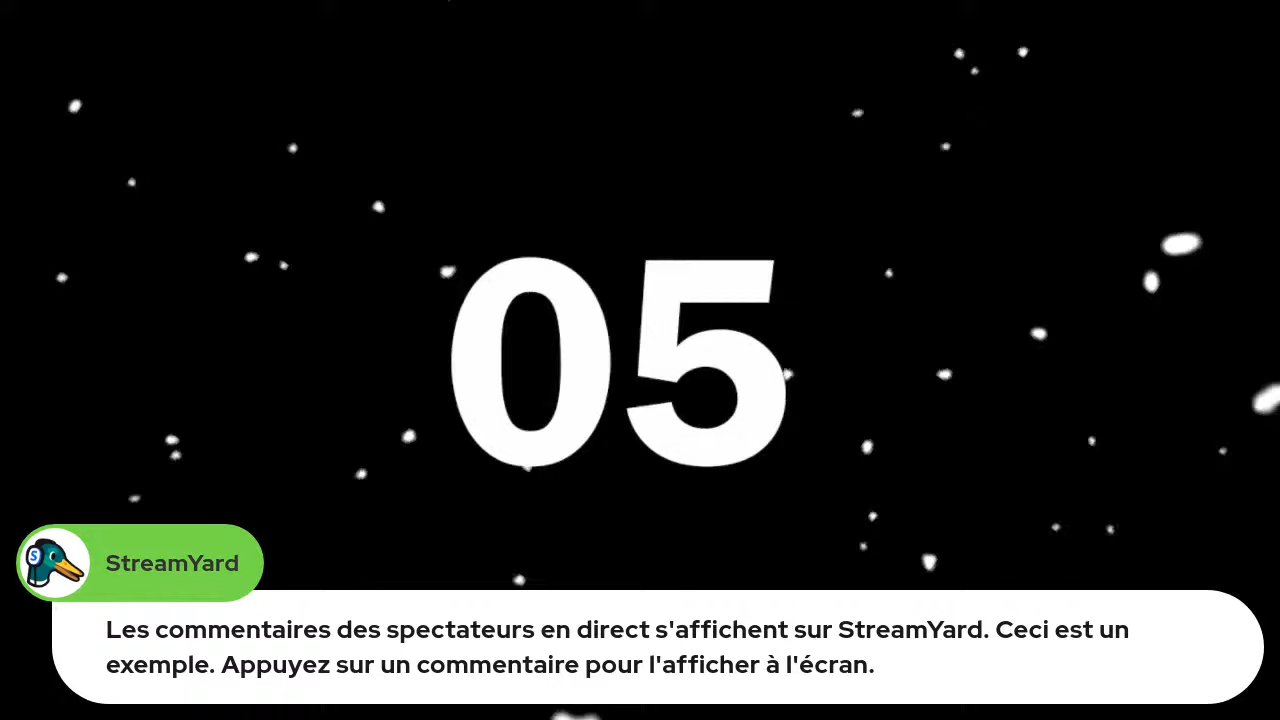 05
StreamYard
Les commentaires des spectateurs en direct s'affichent sur StreamYard. Ceci est un
exemple. Appuyez sur un commentaire pour l'afficher à l'écran.